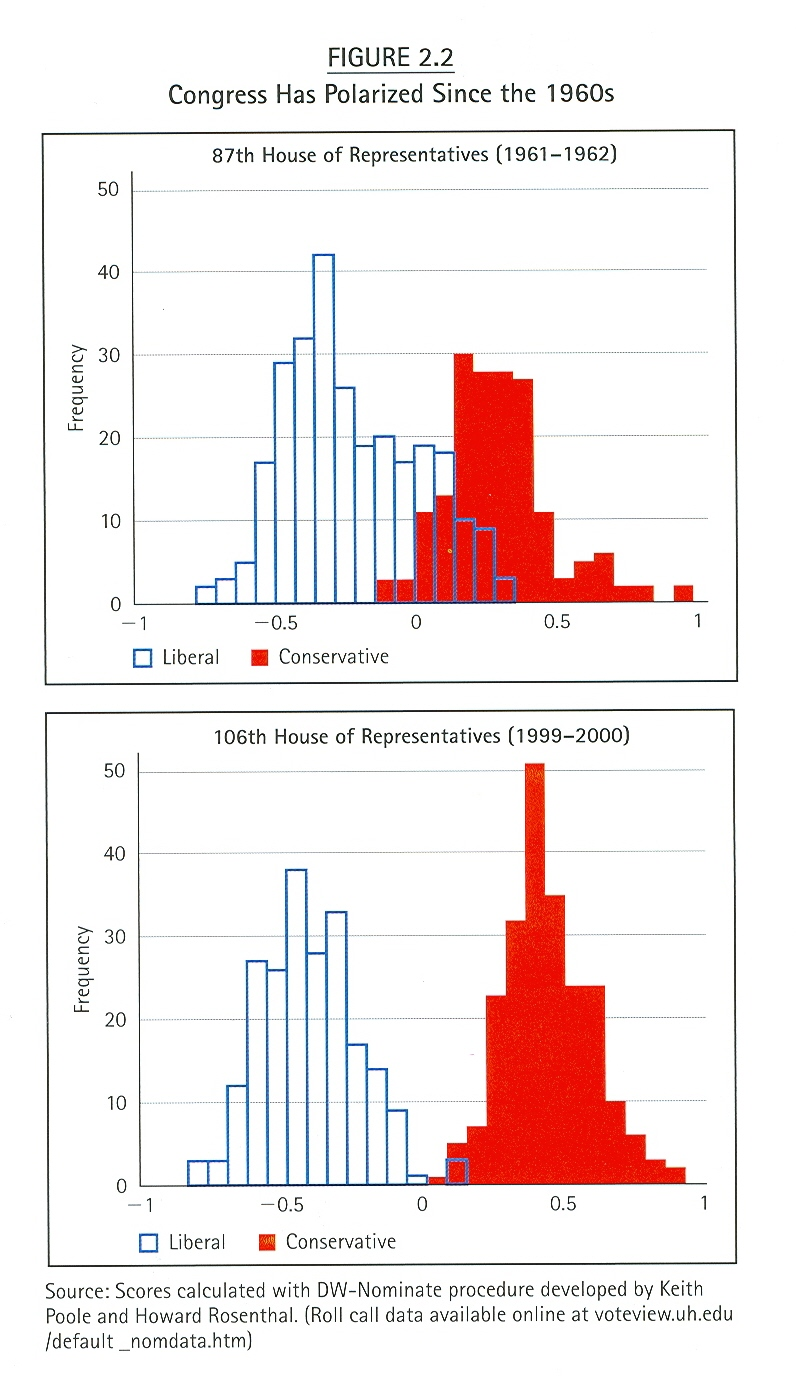 FIGURE 2.2
Congress Has Polarized Since the 1960s
87th House of Representatives (1961–1962)
Frequency
50
40
30
20
10
0
−1
−0.5
0
0.5
1
Liberal
Conservative
106th House of Representatives (1999–2000)
Frequency
50
40
30
20
10
0
−1
−0.5
0
0.5
1
Liberal
Conservative
Source: Scores calculated with DW-Nominate procedure developed by Keith
Poole and Howard Rosenthal. (Roll call data available online at voteview.uh.edu
/default _nomdata.htm)